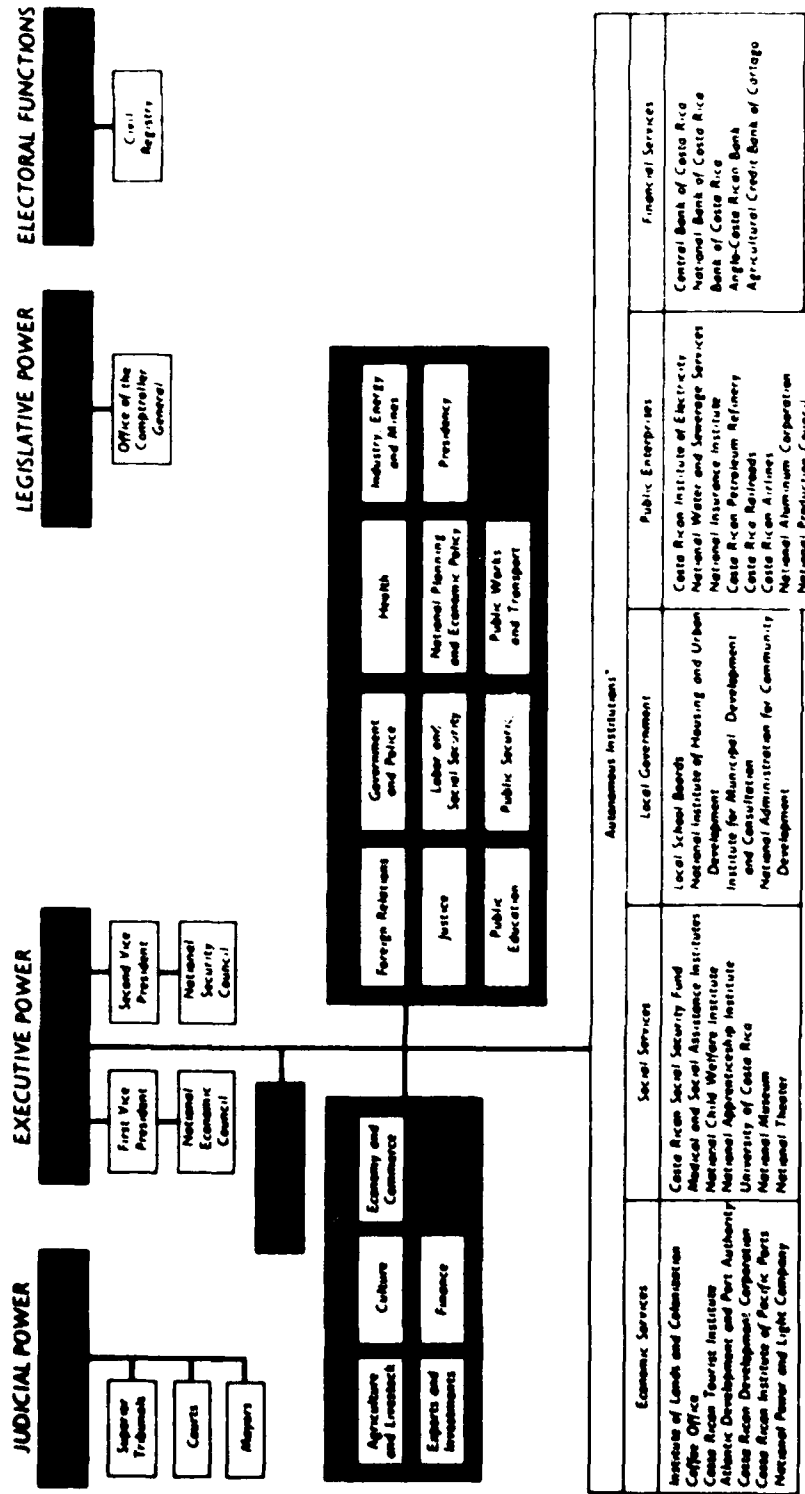 JUDICIAL POWER
EXECUTIVE POWER
LEGISLATIVE POWER
ELECTORAL FUNCTIONS
Superior
Tribunals
Courts
Mayors
First Vice
President
National
Economic
Council
Second Vice
President
National
Security
Council
Office of the
Comptroller
General
Civil
Registry
Agriculture
and Livestock
Culture
Economy and
Commerce
Exports and
Investments
Finance
Foreign Relations
Government
and Police
Health
Industry, Energy
and Mines
Justice
Labor and
Social Security
National Planning
and Economic Policy
Presidency
Public
Education
Public Security
Public Works
and Transport
Autonomous Institutions*
Economic Services
Institute of Lands and Colonization
Coffee Office
Costa Rican Tourist Institute
Atlantic Development and Port Authority
Costa Rican Development Corporation
Costa Rican Institute of Pacific Ports
National Power and Light Company
Social Services
Costa Rican Social Security Fund
Medical and Social Assistance Institutes
National Child Welfare Institute
National Apprenticeship Institute
University of Costa Rica
National Museum
National Theater
Local Government
Local School Boards
National Institute of Housing and Urban
Development
Institute for Municipal Development
and Consultation
National Administration for Community
Development
Public Enterprises
Costa Rican Institute of Electricity
National Water and Sewerage Services
National Insurance Institute
Costa Rican Petroleum Refinery
Costa Rica Railroads
Costa Rican Airlines
National Aluminum Corporation
National Production Council
Financial Services
Central Bank of Costa Rica
National Bank of Costa Rica
Bank of Costa Rica
Anglo-Costa Rican Bank
Agricultural Credit Bank of Cartago